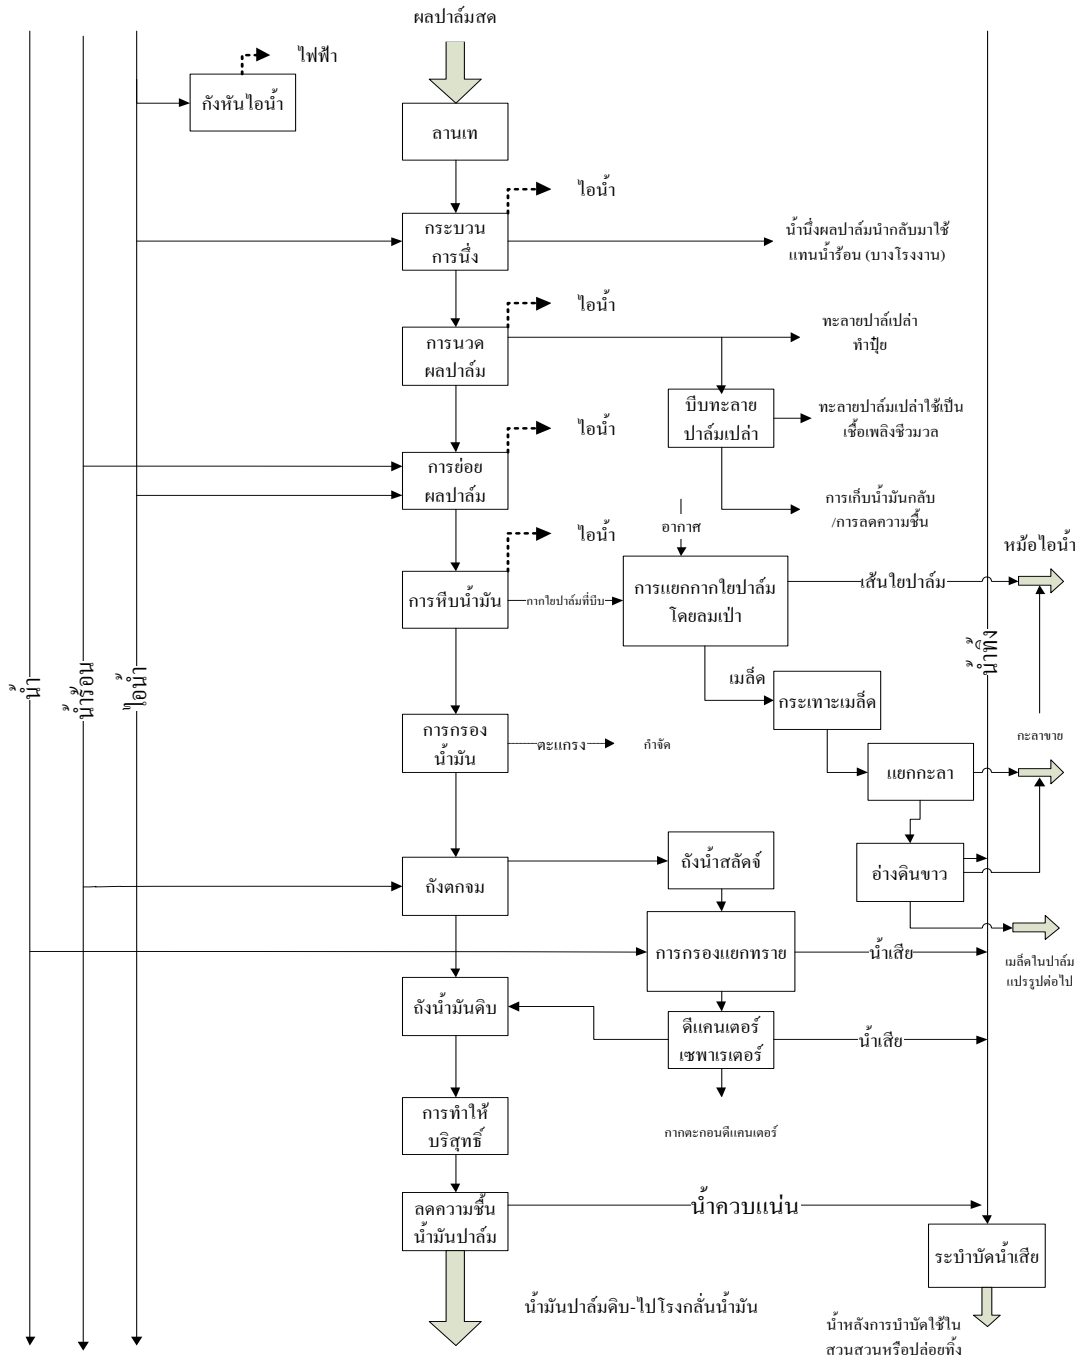 ผลปาล์มสด
ไฟฟ้า
กังหันไอน้ำ
ลานเท
ไอน้ำ
กระบวน
การนึ่ง
น้ำนึ่งผลปาล์มนำกลับมาใช้
แทนน้ำร้อน (บางโรงงาน)
ไอน้ำ
การนวด
ผลปาล์ม
ทะลายปาล์เปล่า
ทำปุ๋ย
บีบทะลาย
ปาล์มเปล่า
ทะลายปาล์มเปล่าใช้เป็น
เชื้อเพลิงชีวมวล
ไอน้ำ
การย่อย
ผลปาล์ม
การเก็บน้ำมันกลับ
/การลดความชื้น
อากาศ
ไอน้ำ
หม้อไอน้ำ
การหีบน้ำมัน
กากใยปาล์มที่บีบ
การแยกกากใยปาล์ม
โดยลมเป่า
เส้นใยปาล์ม
น้ำทิ้ง
น้ำ
น้ำร้อน
ไอน้ำ
เมล็ด
กระเทาะเมล็ด
การกรอง
น้ำมัน
ตะแกรง
กำจัด
กะลาขาย
แยกกะลา
ถังน้ำสลัดจ์
อ่างดินขาว
ถังตกจม
การกรองแยกทราย
น้ำเสีย
เมล็ดในปาล์ม
แปรรูปต่อไป
ถังน้ำมันดิบ
ดีแคนเตอร์
เซพาเรเตอร์
น้ำเสีย
การทำให้
บริสุทธิ์
กากตะกอนดีแคนเตอร์
ลดความชื้น
น้ำมันปาล์ม
น้ำควบแน่น
ระบำบัดน้ำเสีย
น้ำมันปาล์มดิบ-ไปโรงกลั่นน้ำมัน
น้ำหลังการบำบัดใช้ใน
สวนสวนหรือปล่อยทิ้ง